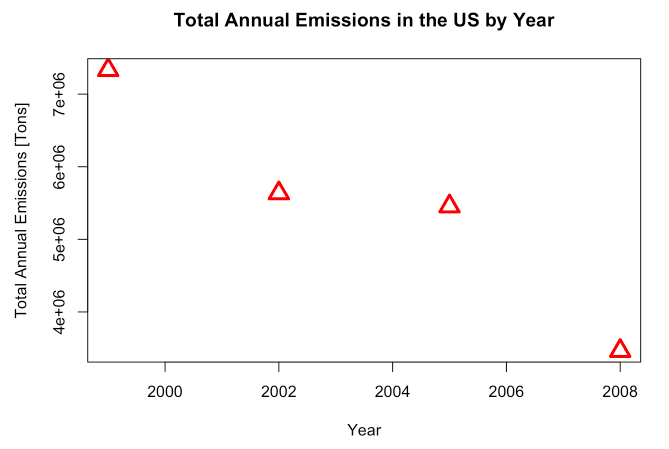 Total Annual Emissions in the US by Year
Total Annual Emissions [Tons]
7e+06
6e+06
5e+06
4e+06
2000 2002 2004 2006 2008
Year